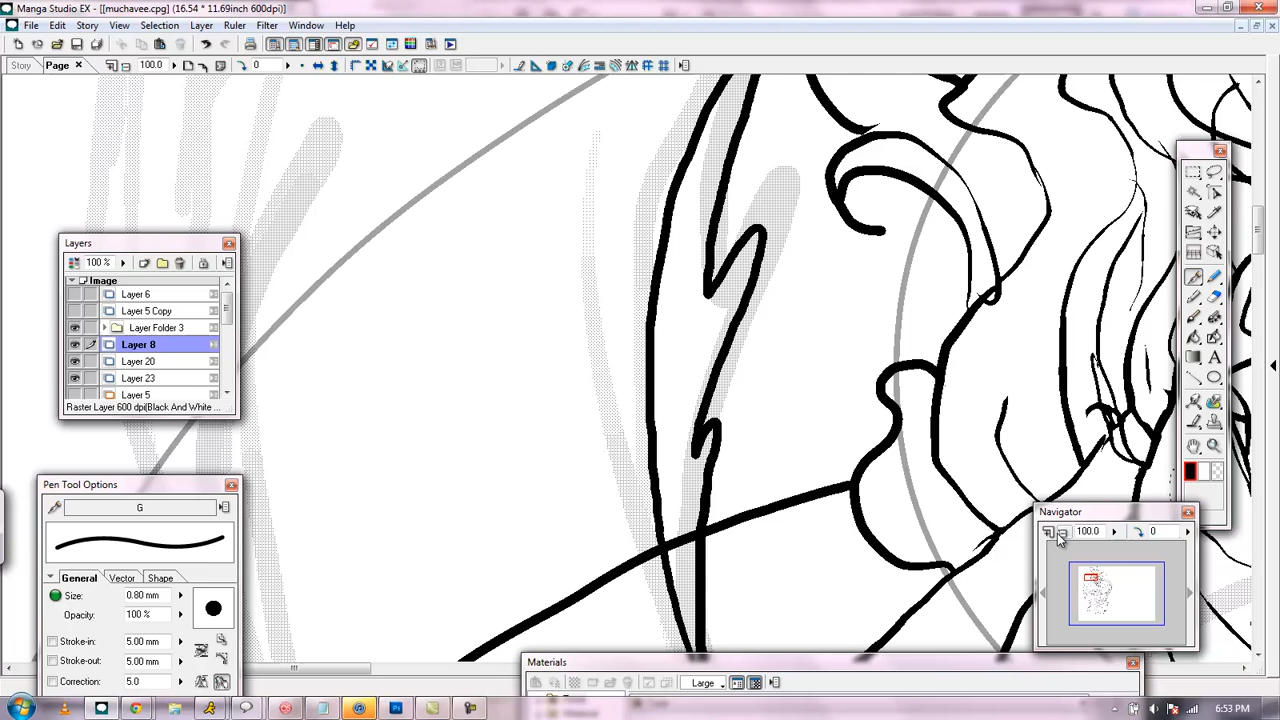 Manga Studio EX - [[muchavee.cpg] (16.54 * 11.69inch 600dpi)]
File Edit Story View Selection Layer Ruler Filter Window Help
Story Page 100.0 0
Layers
100 %
Image
Layer 6
Layer 5 Copy
Layer Folder 3
Layer 8
Layer 20
Layer 23
Layer 5
Raster Layer 600 dpi(Black And White ...
Pen Tool Options
G
General Vector Shape
Size: 0.80 mm
Opacity: 100 %
Stroke-in: 5.00 mm
Stroke-out: 5.00 mm
Correction: 5.0
Navigator
100.0 0
Materials
Large
6:53 PM